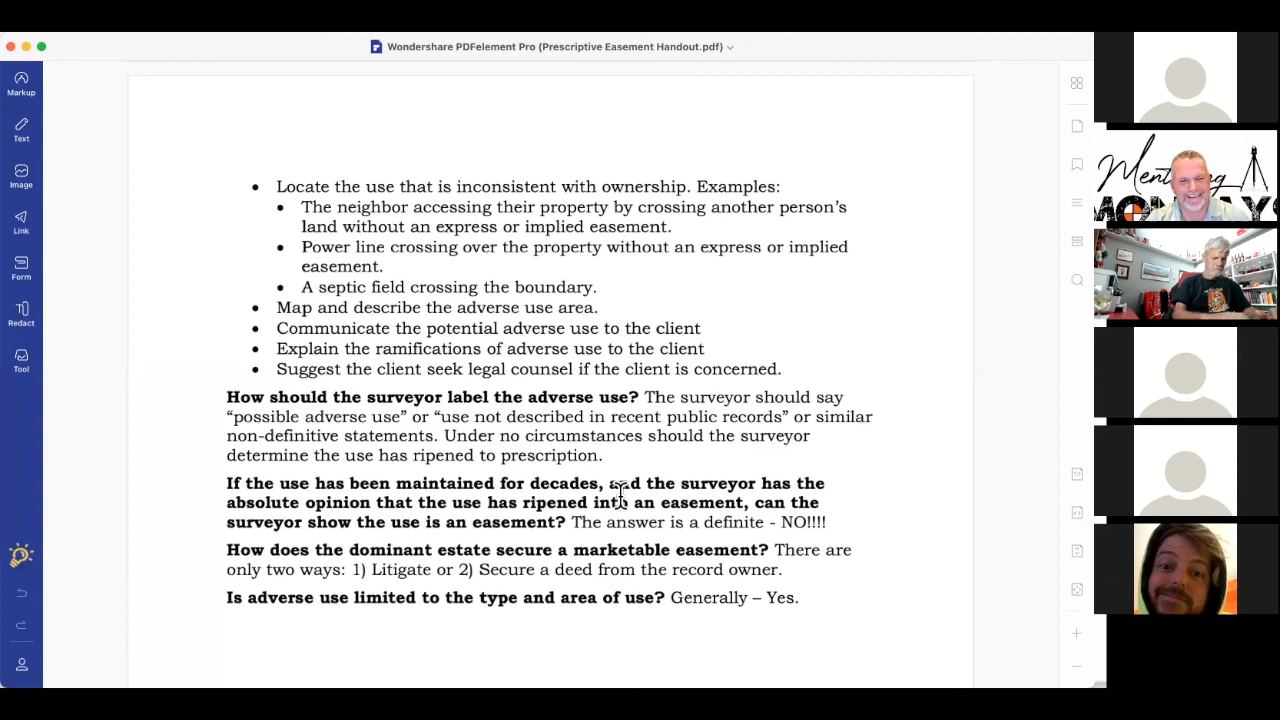 Wondershare PDFelement Pro (Prescriptive Easement Handout.pdf)
Markup
Text
Image
Link
Form
Redact
Tool
• Locate the use that is inconsistent with ownership. Examples:
• The neighbor accessing their property by crossing another person's
land without an express or implied easement.
• Power line crossing over the property without an express or implied
easement.
• A septic field crossing the boundary.
• Map and describe the adverse use area.
• Communicate the potential adverse use to the client
• Explain the ramifications of adverse use to the client
• Suggest the client seek legal counsel if the client is concerned.
How should the surveyor label the adverse use? The surveyor should say
“possible adverse use” or “use not described in recent public records” or similar
non-definitive statements. Under no circumstances should the surveyor
determine the use has ripened to prescription.
If the use has been maintained for decades, and the surveyor has the
absolute opinion that the use has ripened into an easement, can the
surveyor show the use is an easement? The answer is a definite - NO!!!!
How does the dominant estate secure a marketable easement? There are
only two ways: 1) Litigate or 2) Secure a deed from the record owner.
Is adverse use limited to the type and area of use? Generally – Yes.